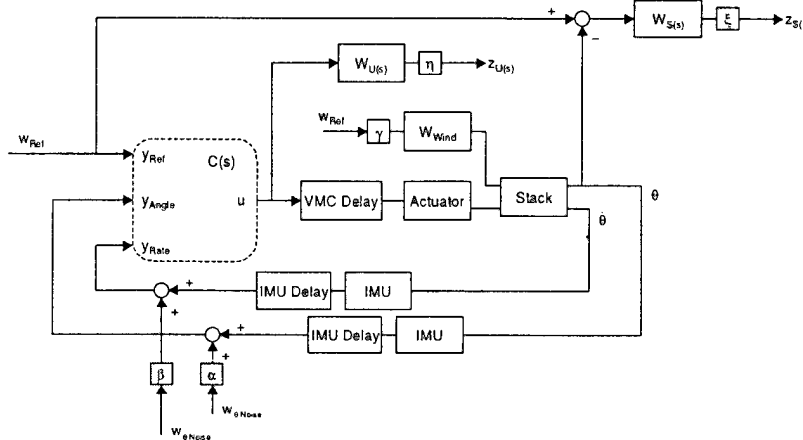 +
−
W_S(s)
ξ
z_S(
W_U(s)
η
z_U(s)
w_Ref
γ
W_Wind
w_Ref
y_Ref
C(s)
y_Angle
u
VMC Delay
Actuator
Stack
θ
θ̇
y_Rate
+
IMU Delay
IMU
+
+
IMU Delay
IMU
+
β
α
w_θNoise
w_θNoise